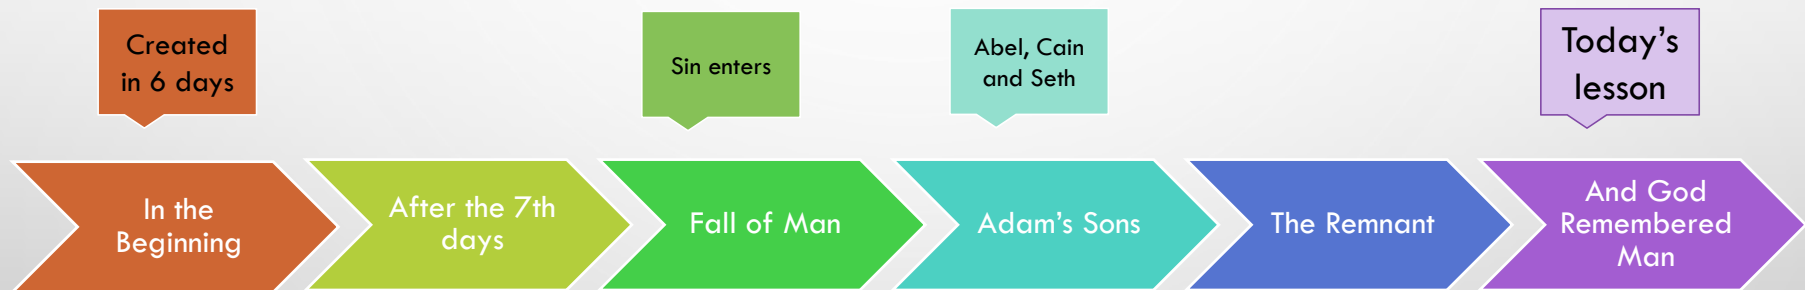 Created
in 6 days
Sin enters
Abel, Cain
and Seth
Today's
lesson
In the
Beginning
After the 7th
days
Fall of Man
Adam's Sons
The Remnant
And God
Remembered
Man